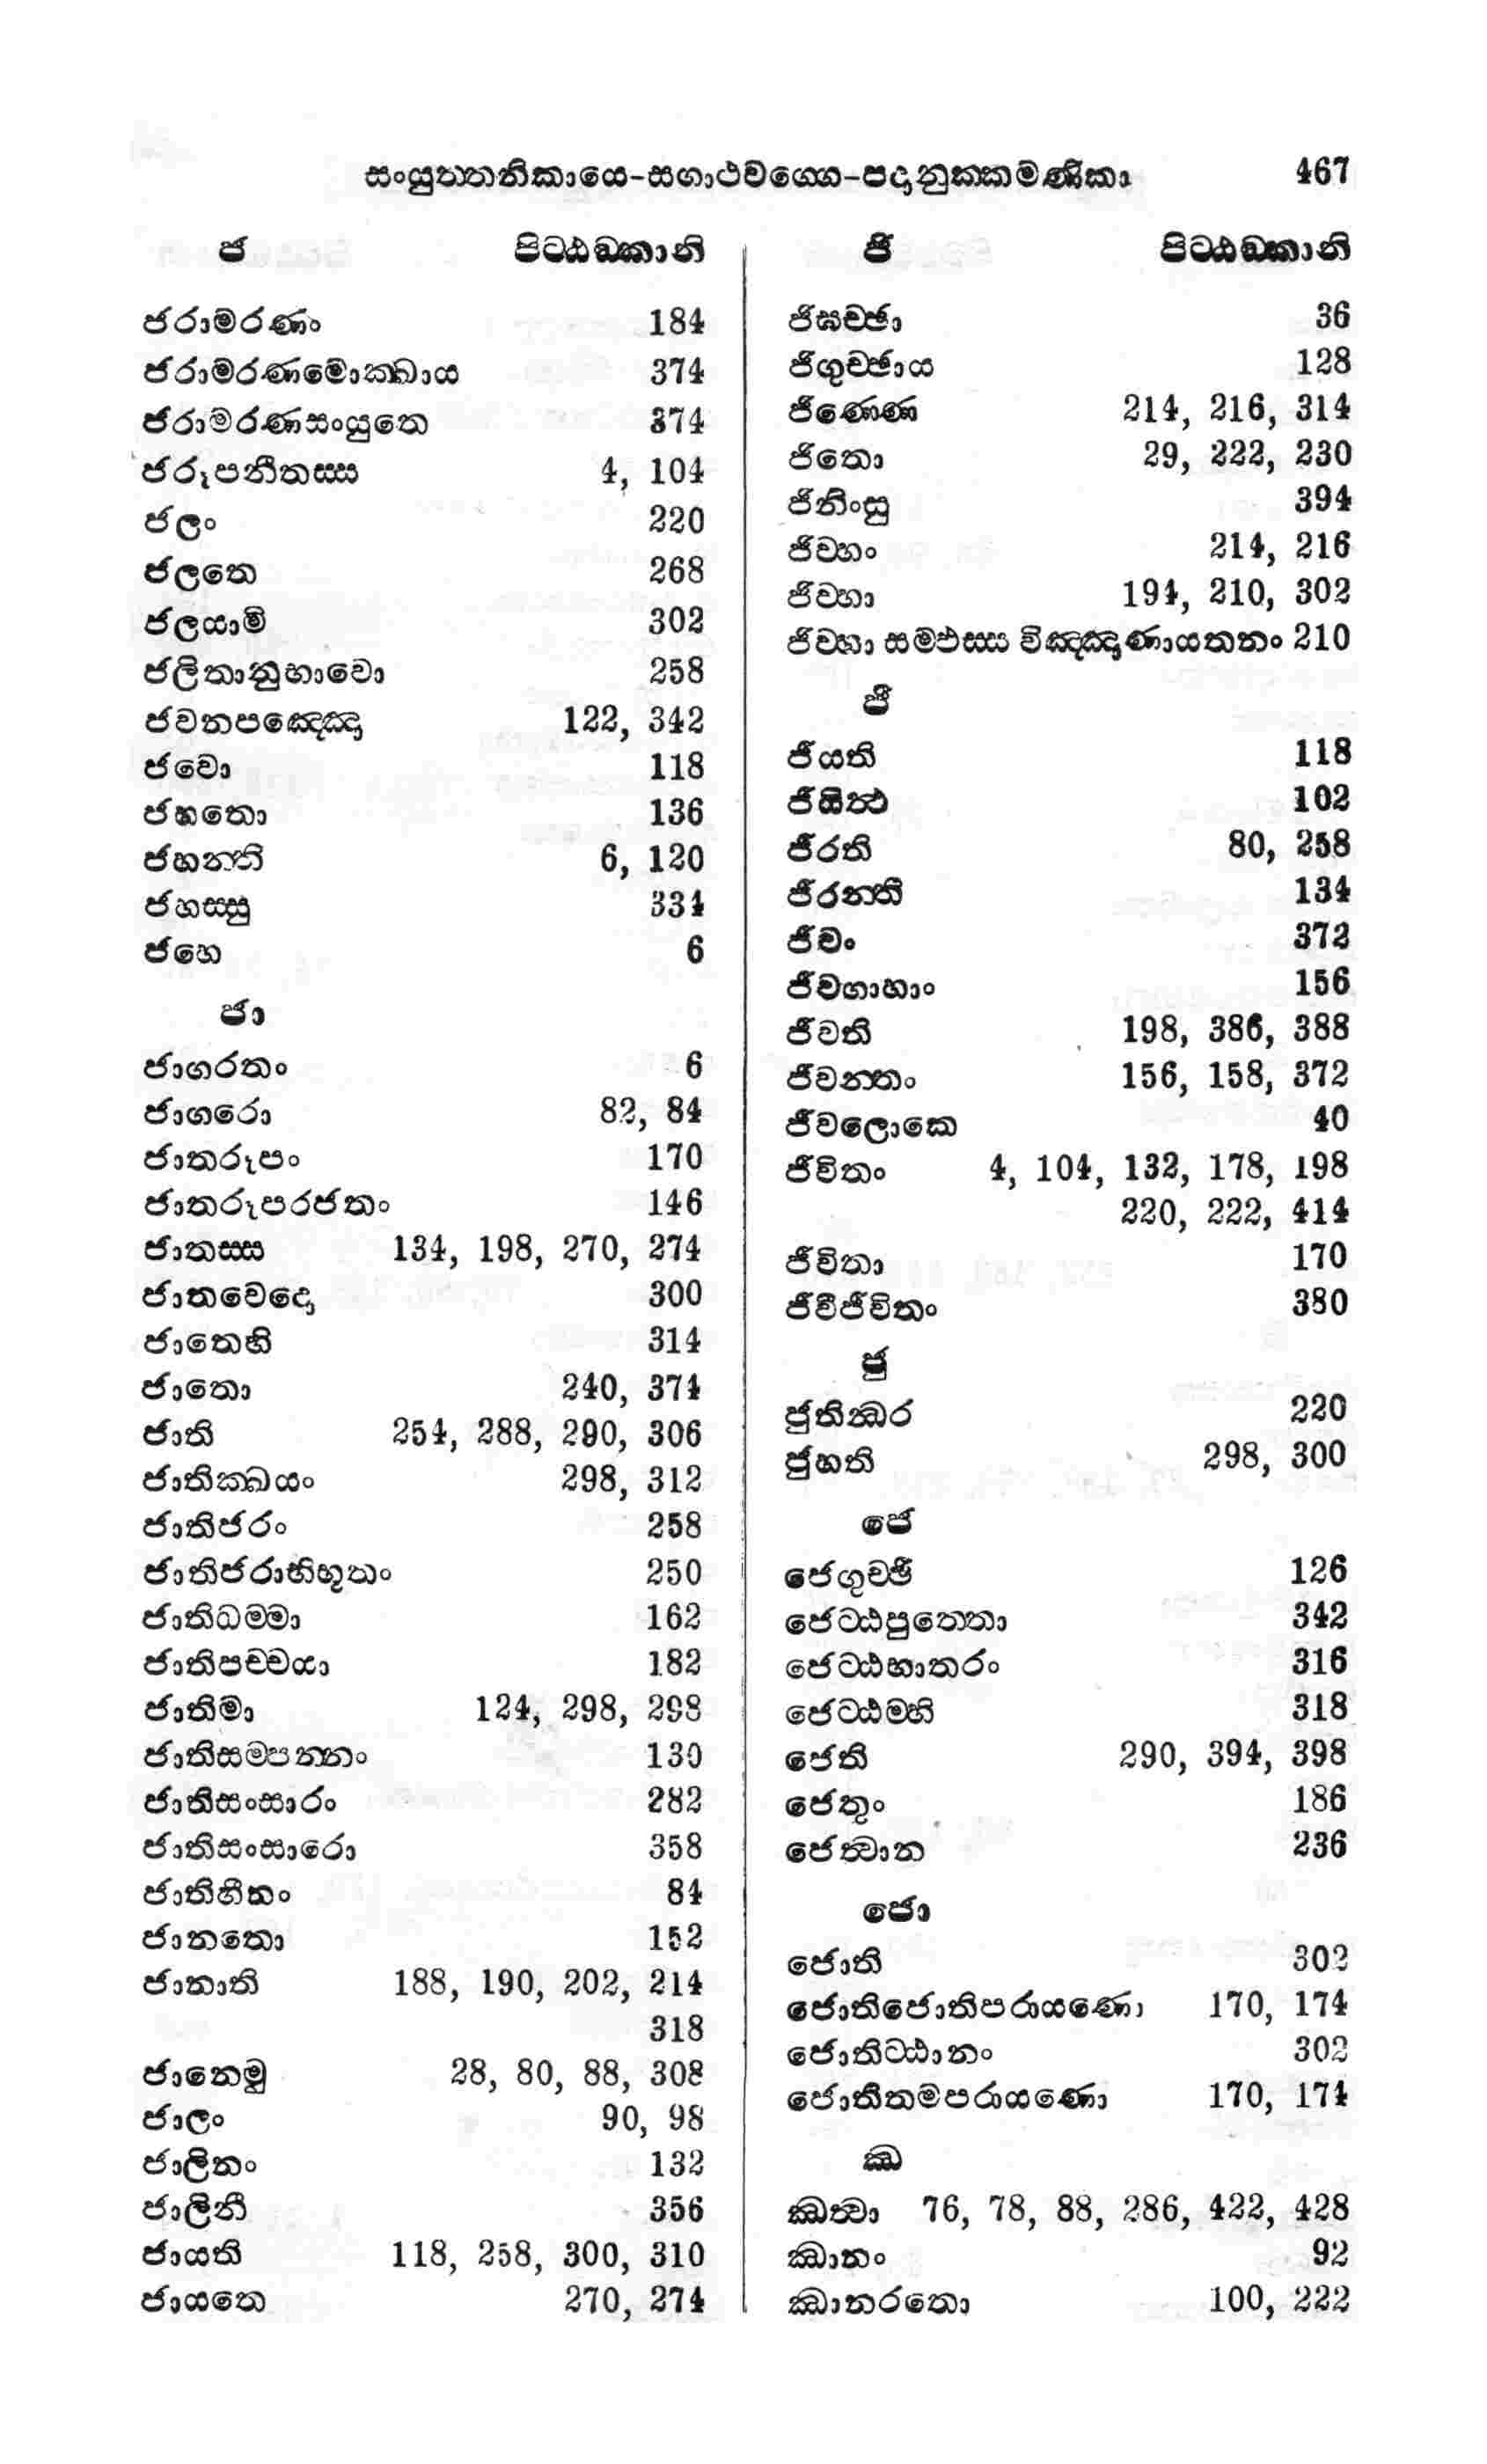 සංයුත්තනිකායෙ-සගාථවග්ගෙ-පදානුක්කමණිකා 467
ජ පිට්ඨඞ්කානි
ජරාමරණං 184
ජරාමරණමොක්ඛාය 374
ජරාමරණසංයුතෙ 374
ජරූපනීතස්ස 4, 104
ජලං 220
ජලතෙ 268
ජලයාමි 302
ජලිතානුභාවො 258
ජවනපඤ්ඤො 122, 342
ජවො 118
ජහතො 136
ජහන්ති 6, 120
ජහස්සු 334
ජහෙ 6
ජා
ජාගරතං 6
ජාගරො 82, 84
ජාතරූපං 170
ජාතරූපරජතං 146
ජාතස්ස 134, 198, 270, 274
ජාතවෙදො 300
ජාතෙහි 314
ජාතො 240, 374
ජාති 254, 288, 290, 306
ජාතික්ඛයං 298, 312
ජාතිජරං 258
ජාතිජරාභිභූතං 250
ජාතිධම්මා 162
ජාතිපච්චයා 182
ජාතිමා 124, 298, 298
ජාතිසම්පන්නං 130
ජාතිසංසාරං 282
ජාතිසංසාරො 358
ජාතිහීනං 84
ජානතො 152
ජානාති 188, 190, 202, 214
318
ජානෙමු 28, 80, 88, 308
ජාලං 90, 98
ජාලිනං 132
ජාලිනී 356
ජායති 118, 258, 300, 310
ජායතෙ 270, 274
ජි පිට්ඨඞ්කානි
ජිඝච්ඡා 36
ජිගුච්ඡාය 128
ජිණ්ණෙ 214, 216, 314
ජිතො 29, 222, 230
ජිනිංසු 394
ජිව්හං 214, 216
ජිව්හා 194, 210, 302
ජිව්හා සම්ඵස්ස විඤ්ඤාණායතනං 210
ජී
ජීයති 118
ජීයිත්ථ 102
ජීරති 80, 258
ජීරන්ති 134
ජීවං 372
ජීවගාහං 156
ජීවති 198, 386, 388
ජීවන්තං 156, 158, 372
ජීවලොකෙ 40
ජීවිතං 4, 104, 132, 178, 198
220, 222, 414
ජීවිතා 170
ජීවීජීවිතං 380
ජු
ජුතින්ධර 220
ජුහති 298, 300
ජෙ
ජෙගුච්ඡී 126
ජෙට්ඨපුත්තො 342
ජෙට්ඨභාතරං 316
ජෙට්ඨම්හි 318
ජෙති 290, 394, 398
ජෙතුං 186
ජෙත්වාන 236
ජො
ජොති 302
ජොතිජොතිපරායණො 170, 174
ජොතිට්ඨානං 302
ජොතිතමපරායණො 170, 174
ඣ
ඣත්වා 76, 78, 88, 286, 422, 428
ඣානං 92
ඣානරතො 100, 222